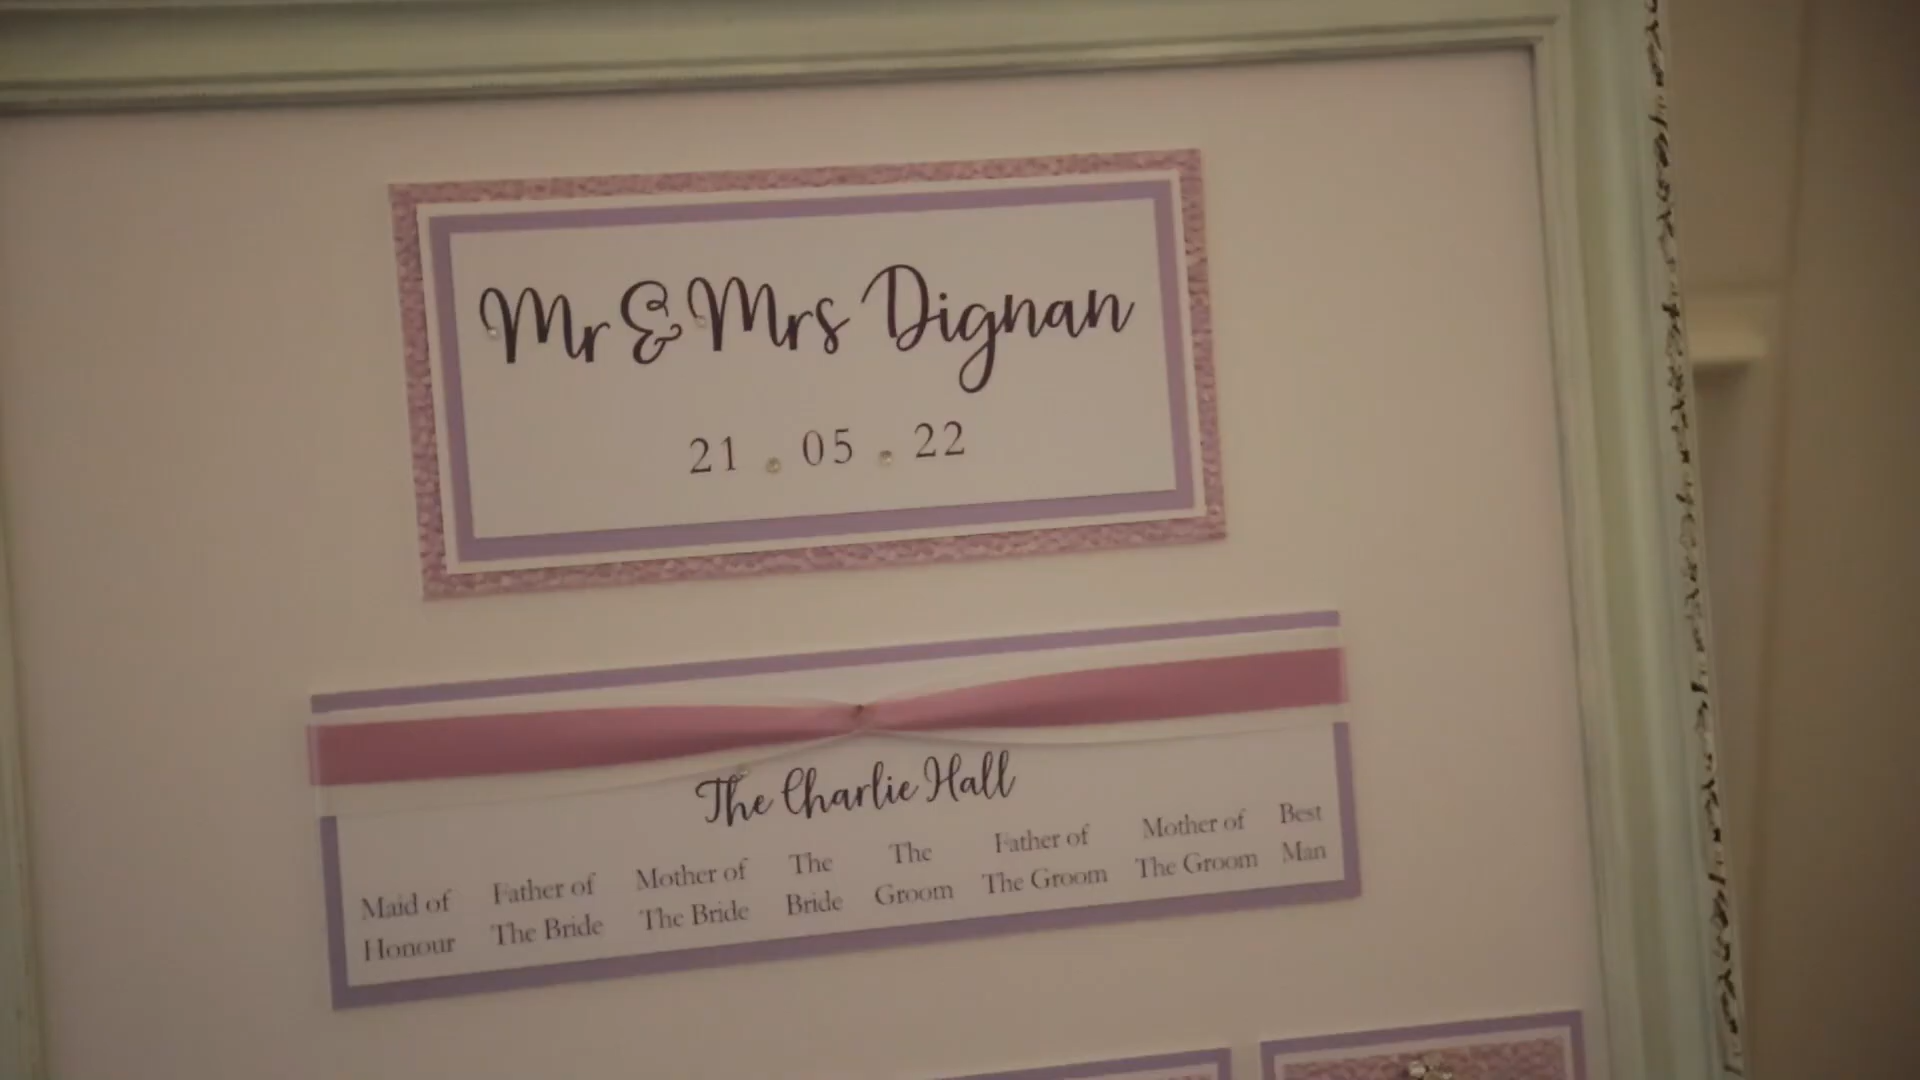 Mr & Mrs Dignan
21 . 05 . 22
The Charlie Hall
Maid of Honour
Father of The Bride
Mother of The Bride
The Bride
The Groom
Father of The Groom
Mother of The Groom
Best Man